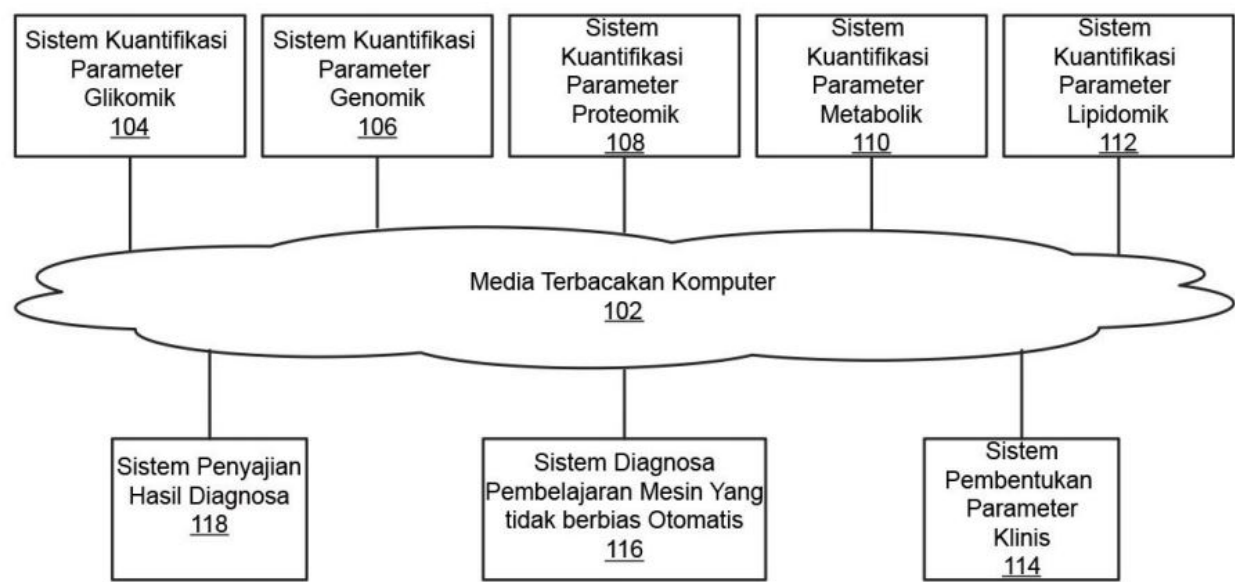 Sistem Kuantifikasi
Parameter
Glikomik
104
Sistem Kuantifikasi
Parameter
Genomik
106
Sistem
Kuantifikasi
Parameter
Proteomik
108
Sistem
Kuantifikasi
Parameter
Metabolik
110
Sistem
Kuantifikasi
Parameter
Lipidomik
112
Media Terbacakan Komputer
102
Sistem Penyajian
Hasil Diagnosa
118
Sistem Diagnosa
Pembelajaran Mesin Yang
tidak berbias Otomatis
116
Sistem
Pembentukan
Parameter
Klinis
114